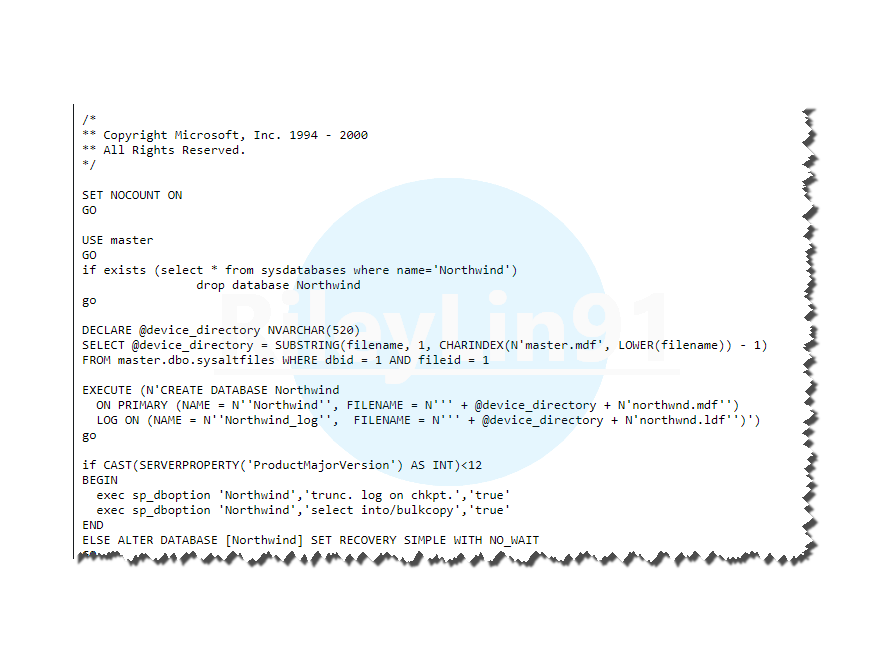 /*
** Copyright Microsoft, Inc. 1994 - 2000
** All Rights Reserved.
*/
SET NOCOUNT ON
GO
USE master
GO
if exists (select * from sysdatabases where name='Northwind')
drop database Northwind
go
DECLARE @device_directory NVARCHAR(520)
SELECT @device_directory = SUBSTRING(filename, 1, CHARINDEX(N'master.mdf', LOWER(filename)) - 1)
FROM master.dbo.sysaltfiles WHERE dbid = 1 AND fileid = 1
EXECUTE (N'CREATE DATABASE Northwind
ON PRIMARY (NAME = N''Northwind'', FILENAME = N''' + @device_directory + N'northwnd.mdf'')
LOG ON (NAME = N''Northwind_log'',  FILENAME = N''' + @device_directory + N'northwnd.ldf'')')
go
if CAST(SERVERPROPERTY('ProductMajorVersion') AS INT)<12
BEGIN
exec sp_dboption 'Northwind','trunc. log on chkpt.','true'
exec sp_dboption 'Northwind','select into/bulkcopy','true'
END
ELSE ALTER DATABASE [Northwind] SET RECOVERY SIMPLE WITH NO_WAIT
RileyLin91